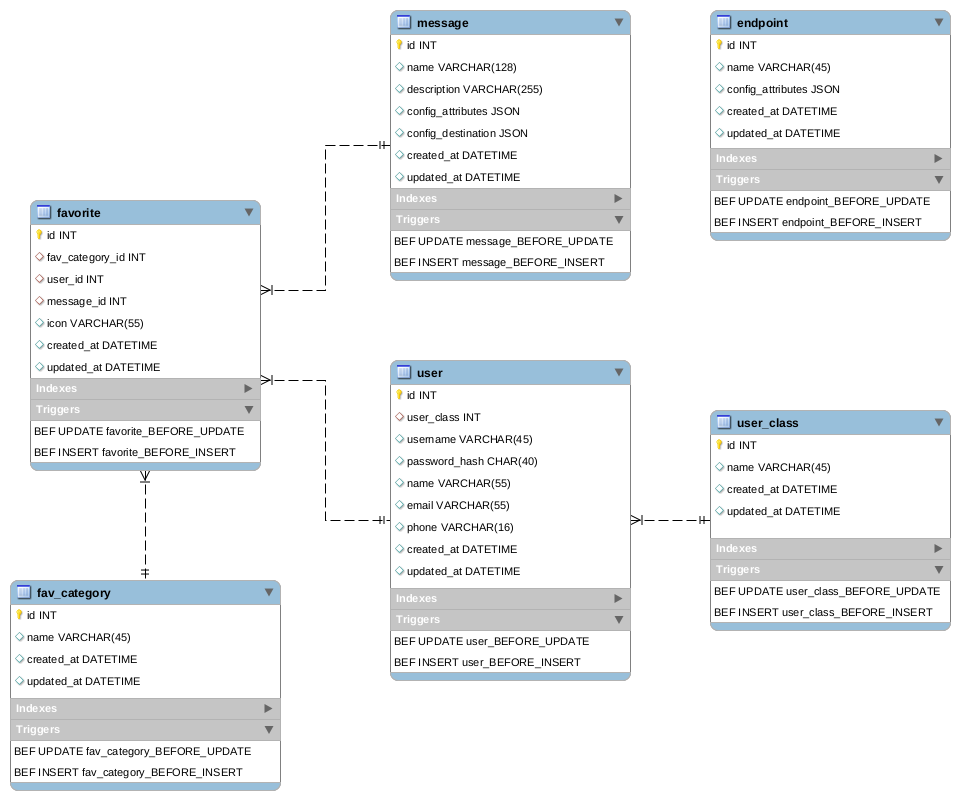 message
id INT
name VARCHAR(128)
description VARCHAR(255)
config_attributes JSON
config_destination JSON
created_at DATETIME
updated_at DATETIME
Indexes
Triggers
BEF UPDATE message_BEFORE_UPDATE
BEF INSERT message_BEFORE_INSERT
endpoint
id INT
name VARCHAR(45)
config_attributes JSON
created_at DATETIME
updated_at DATETIME
Indexes
Triggers
BEF UPDATE endpoint_BEFORE_UPDATE
BEF INSERT endpoint_BEFORE_INSERT
favorite
id INT
fav_category_id INT
user_id INT
message_id INT
icon VARCHAR(55)
created_at DATETIME
updated_at DATETIME
Indexes
Triggers
BEF UPDATE favorite_BEFORE_UPDATE
BEF INSERT favorite_BEFORE_INSERT
user
id INT
user_class INT
username VARCHAR(45)
password_hash CHAR(40)
name VARCHAR(55)
email VARCHAR(55)
phone VARCHAR(16)
created_at DATETIME
updated_at DATETIME
Indexes
Triggers
BEF UPDATE user_BEFORE_UPDATE
BEF INSERT user_BEFORE_INSERT
user_class
id INT
name VARCHAR(45)
created_at DATETIME
updated_at DATETIME
Indexes
Triggers
BEF UPDATE user_class_BEFORE_UPDATE
BEF INSERT user_class_BEFORE_INSERT
fav_category
id INT
name VARCHAR(45)
created_at DATETIME
updated_at DATETIME
Indexes
Triggers
BEF UPDATE fav_category_BEFORE_UPDATE
BEF INSERT fav_category_BEFORE_INSERT